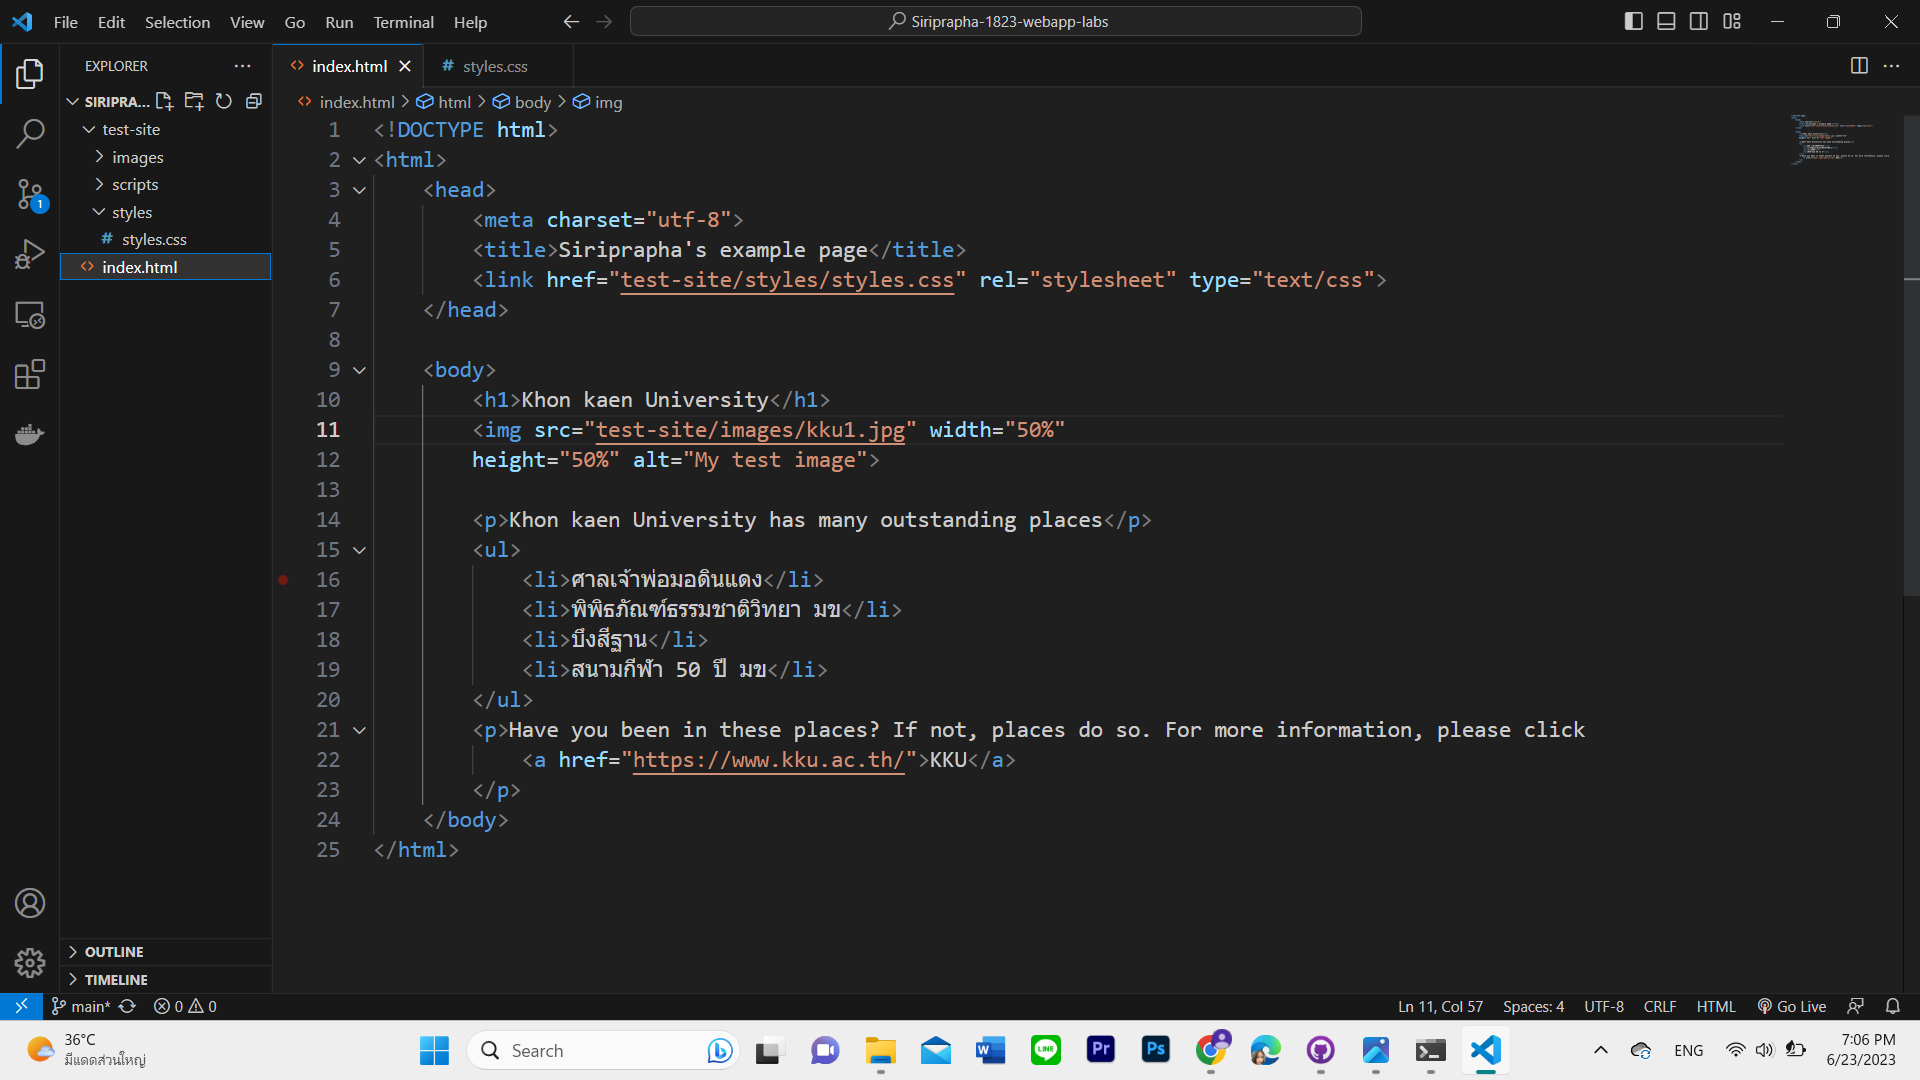 File Edit Selection View Go Run Terminal Help
Siriprapha-1823-webapp-labs
EXPLORER
SIRIPRA...
test-site
images
scripts
styles
# styles.css
<> index.html
OUTLINE
TIMELINE
1
<> index.html
# styles.css
<> index.html > html > body > img
1 <!DOCTYPE html>
2 <html>
3 <head>
4 <meta charset="utf-8">
5 <title>Siriprapha's example page</title>
6 <link href="test-site/styles/styles.css" rel="stylesheet" type="text/css">
7 </head>
8
9 <body>
10 <h1>Khon kaen University</h1>
11 <img src="test-site/images/kku1.jpg" width="50%"
12 height="50%" alt="My test image">
13
14 <p>Khon kaen University has many outstanding places</p>
15 <ul>
16 <li>ศาลเจ้าพ่อมอดินแดง</li>
17 <li>พิพิธภัณฑ์ธรรมชาติวิทยา มข</li>
18 <li>บึงสีฐาน</li>
19 <li>สนามกีฬา 50 ปี มข</li>
20 </ul>
21 <p>Have you been in these places? If not, places do so. For more information, please click
22 <a href="https://www.kku.ac.th/">KKU</a>
23 </p>
24 </body>
25 </html>
main* 0 0
Ln 11, Col 57 Spaces: 4 UTF-8 CRLF HTML Go Live
36°C
มีแดดส่วนใหญ่
Search
W
LINE
Pr
Ps
ENG
7:06 PM
6/23/2023